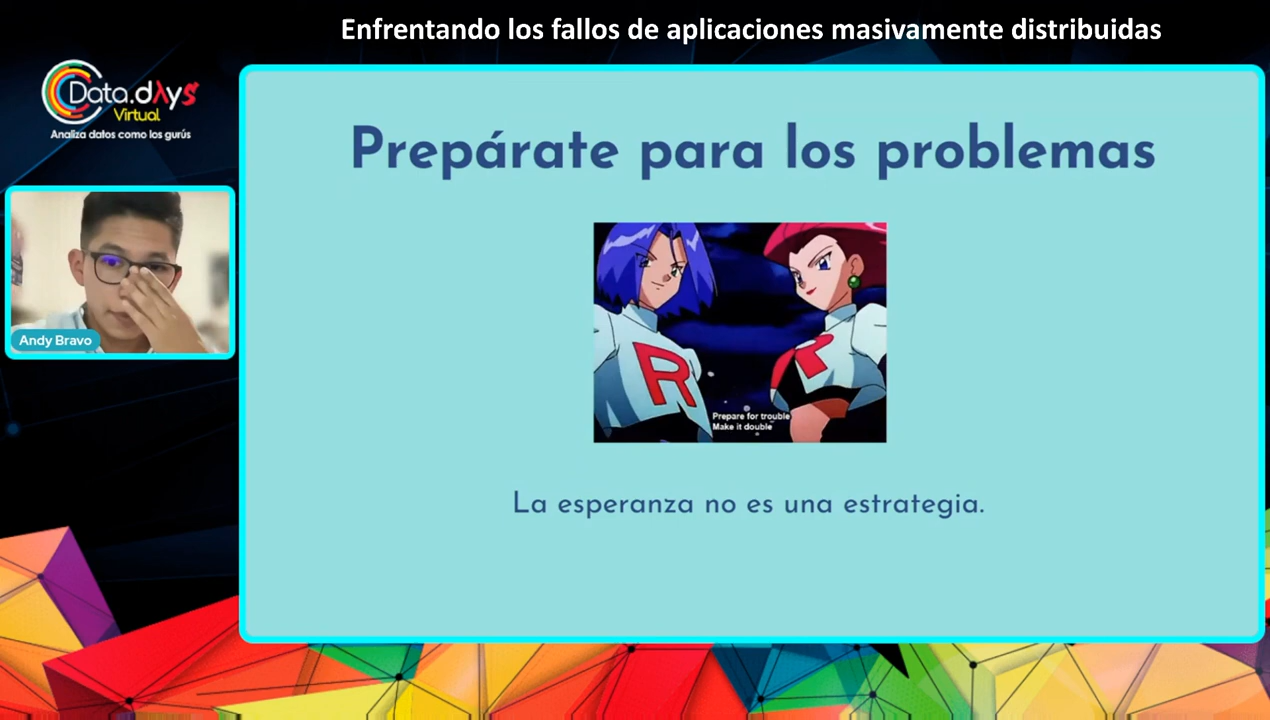 Enfrentando los fallos de aplicaciones masivamente distribuidas
Data.dAys
Virtual
Analiza datos como los gurús
Andy Bravo
Prepárate para los problemas
R
R
Prepare for trouble
Make it double
La esperanza no es una estrategia.